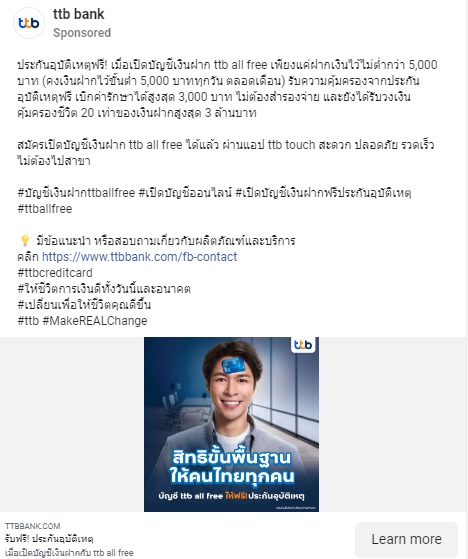 ttb bank
Sponsored
ttb
ประกันอุบัติเหตุฟรี! เมื่อเปิดบัญชีเงินฝาก ttb all free เพียงแค่ฝากเงินไว้ไม่ต่ำกว่า 5,000
บาท (คงเงินฝากไว้ขั้นต่ำ 5,000 บาททุกวัน ตลอดเดือน) รับความคุ้มครองจากประกัน
อุบัติเหตุฟรี เบิกค่ารักษาได้สูงสุด 3,000 บาท ไม่ต้องสำรองจ่าย และยังได้รับวงเงิน
คุ้มครองชีวิต 20 เท่าของเงินฝากสูงสุด 3 ล้านบาท
สมัครเปิดบัญชีเงินฝาก ttb all free ได้แล้ว ผ่านแอป ttb touch สะดวก ปลอดภัย รวดเร็ว
ไม่ต้องไปสาขา
#บัญชีเงินฝากttballfree #เปิดบัญชีออนไลน์ #เปิดบัญชีเงินฝากฟรีประกันอุบัติเหตุ
#ttballfree
💡 มีข้อแนะนำ หรือสอบถามเกี่ยวกับผลิตภัณฑ์และบริการ
คลิก https://www.ttbbank.com/fb-contact
#ttbcreditcard
#ให้ชีวิตการเงินดีทั้งวันนี้และอนาคต
#เปลี่ยนเพื่อให้ชีวิตคุณดีขึ้น
#ttb #MakeREALChange
ttb
สิทธิขั้นพื้นฐาน
ให้คนไทยทุกคน
บัญชี ttb all free ให้ฟรี! ประกันอุบัติเหตุ
TTBBANK.COM
รับฟรี! ประกันอุบัติเหตุ
เมื่อเปิดบัญชีเงินฝากกับ ttb all free
Learn more